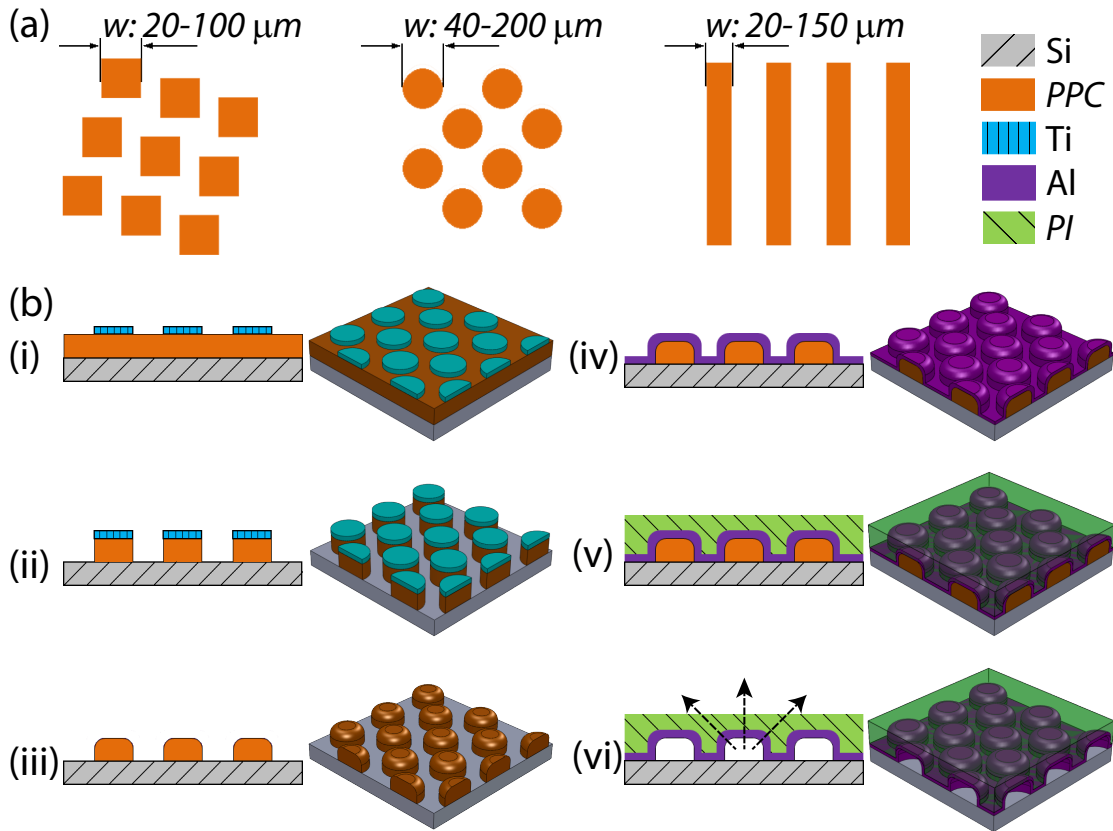 (a)
w: 20-100 μm
w: 40-200 μm
w: 20-150 μm
Si
PPC
Ti
Al
PI
(b)
(i)
(iv)
(ii)
(v)
(iii)
(vi)